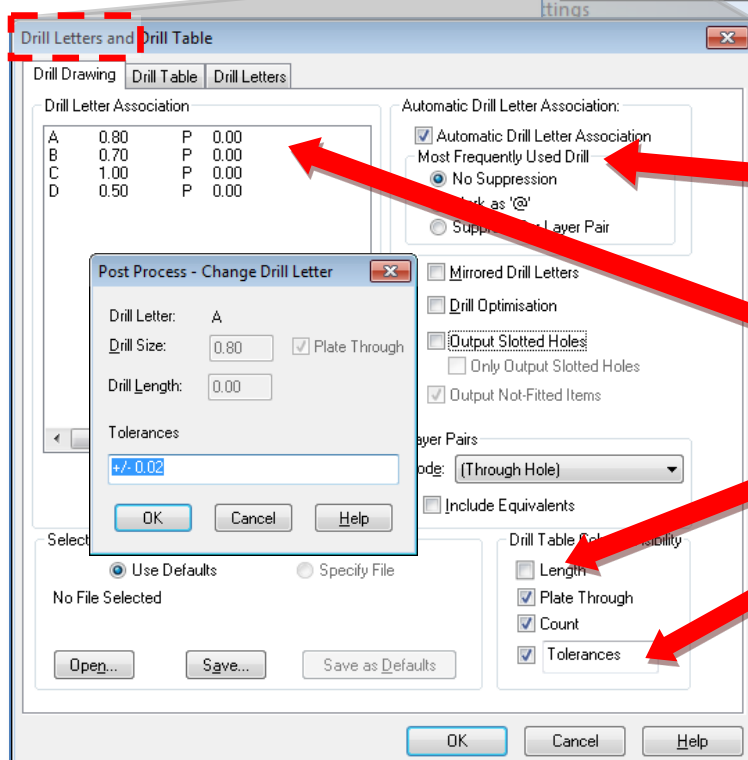 ttings
Drill Letters and Drill Table
Drill Drawing Drill Table Drill Letters
Drill Letter Association
A 0.80 P 0.00
B 0.70 P 0.00
C 1.00 P 0.00
D 0.50 P 0.00
Automatic Drill Letter Association:
Automatic Drill Letter Association
Most Frequently Used Drill
No Suppression
as '@'
Layer Pair
Mirrored Drill Letters
Drill Optimisation
Output Slotted Holes
Only Output Slotted Holes
Output Not-Fitted Items
Post Process - Change Drill Letter
Drill Letter: A
Drill Size: 0.80 Plate Through
Drill Length: 0.00
Tolerances
+/- 0.02
OK Cancel Help
ayer Pairs
ode: (Through Hole)
Include Equivalents
Select
Use Defaults Specify File
No File Selected
Open... Save... Save as Defaults
Drill Table
Length
Plate Through
Count
Tolerances
OK Cancel Help